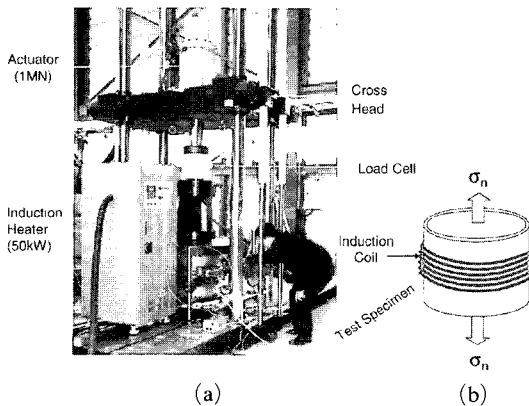 Actuator
(1MN)
Cross
Head
Load Cell
Induction
Heater
(50kW)
σn
Induction
Coil
Test Specimen
σn
(a)
(b)